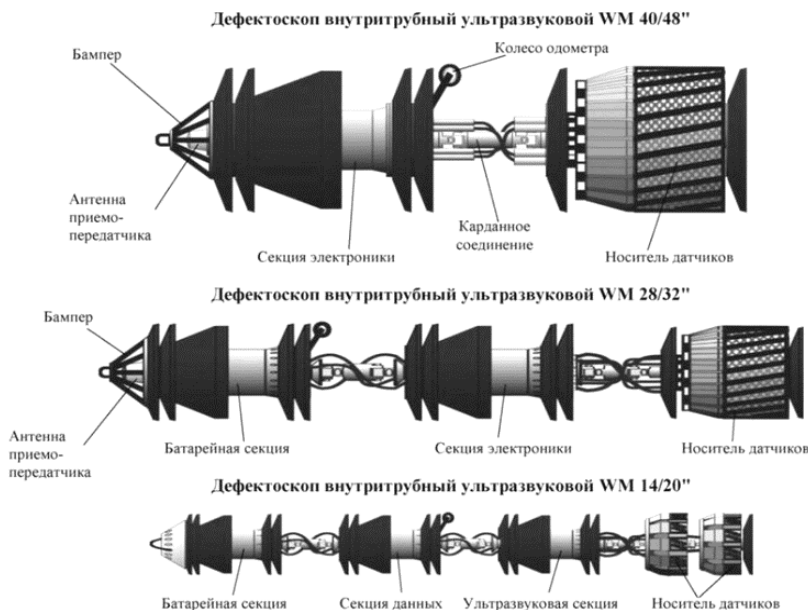 Дефектоскоп внутритрубный ультразвуковой WM 40/48"
Колесо одометра
Бампер
Антенна
приемо-
передатчика
Секция электроники
Карданное
соединение
Носитель датчиков
Дефектоскоп внутритрубный ультразвуковой WM 28/32"
Бампер
Антенна
приемо-
передатчика
Батарейная секция
Секция электроники
Носитель датчиков
Дефектоскоп внутритрубный ультразвуковой WM 14/20"
Батарейная секция
Секция данных
Ультразвуковая секция
Носитель датчиков